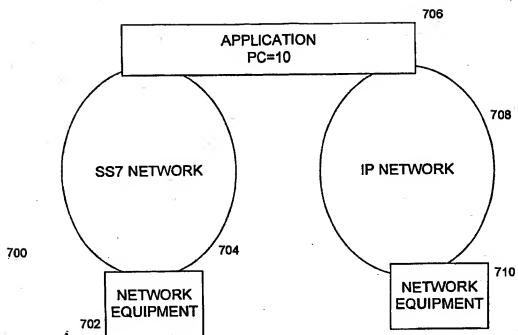 706
APPLICATION
PC=10
708
SS7 NETWORK
IP NETWORK
700
704
NETWORK
EQUIPMENT
702
NETWORK
EQUIPMENT
710